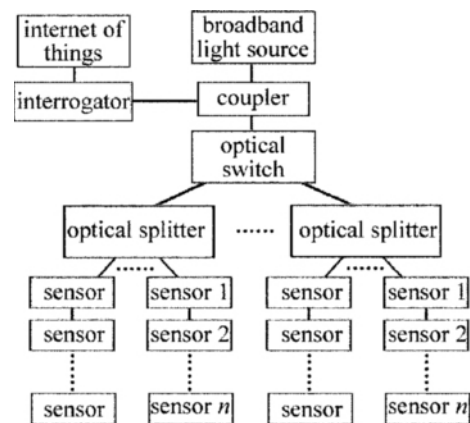 internet of
things
broadband
light source
interrogator
coupler
optical
switch
optical splitter
......
optical splitter
......
......
sensor
sensor 1
sensor
sensor 1
sensor
sensor 2
sensor
sensor 2
sensor
sensor n
sensor
sensor n